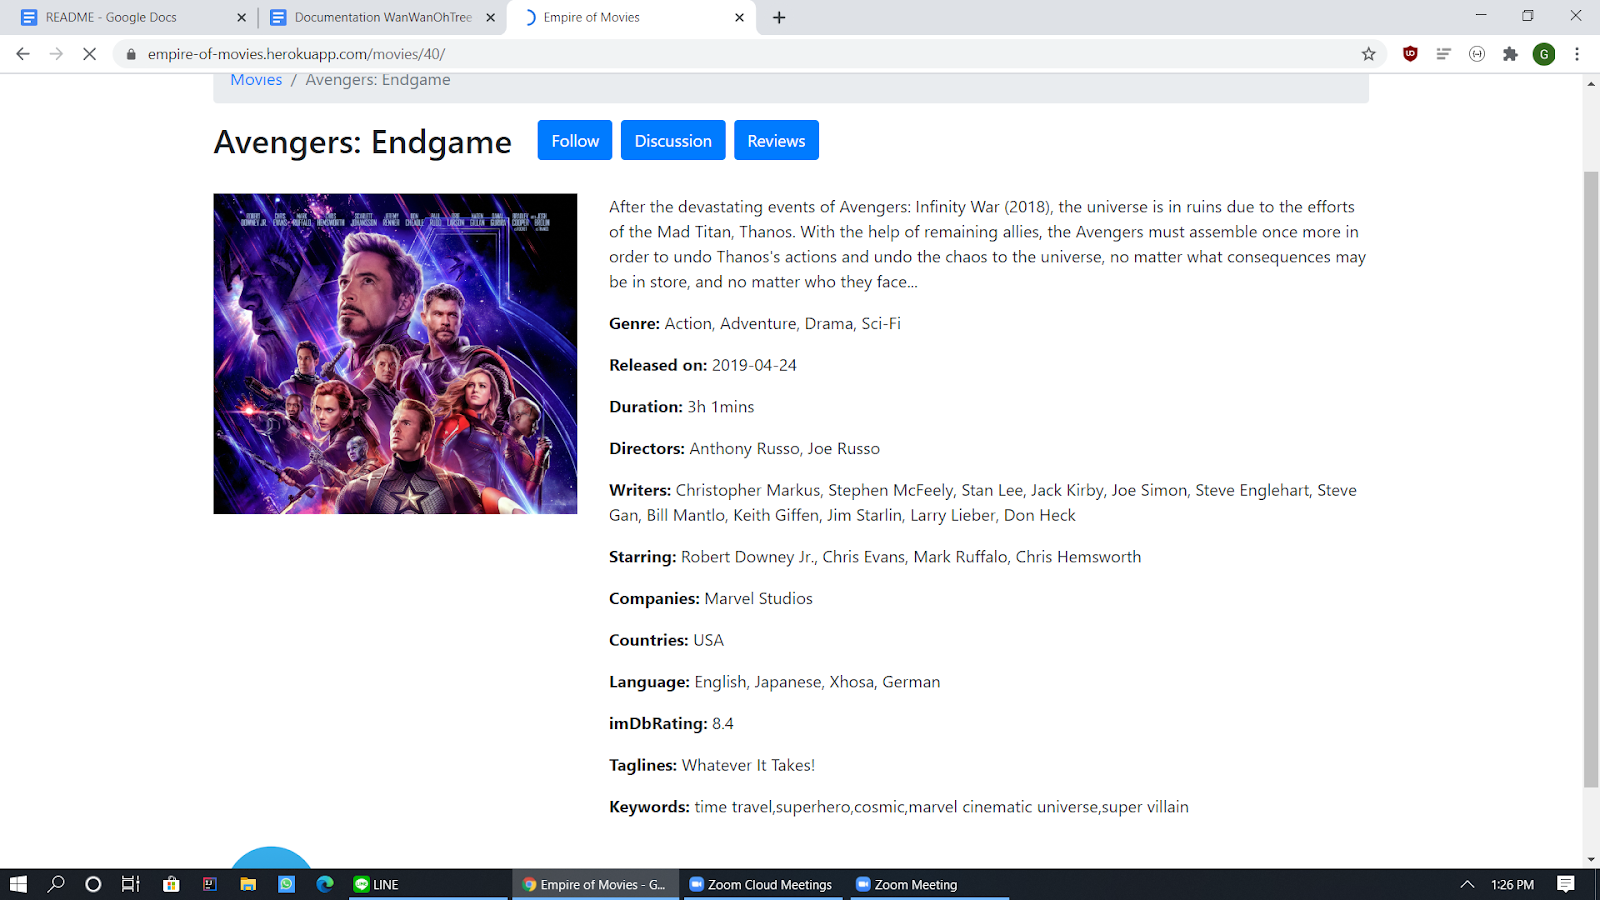 README - Google Docs
Documentation WanWanOhTree
Empire of Movies
empire-of-movies.herokuapp.com/movies/40/
G
Movies / Avengers: Endgame
Avengers: Endgame
Follow
Discussion
Reviews
After the devastating events of Avengers: Infinity War (2018), the universe is in ruins due to the efforts
of the Mad Titan, Thanos. With the help of remaining allies, the Avengers must assemble once more in
order to undo Thanos's actions and undo the chaos to the universe, no matter what consequences may
be in store, and no matter who they face...
Genre: Action, Adventure, Drama, Sci-Fi
Released on: 2019-04-24
Duration: 3h 1mins
Directors: Anthony Russo, Joe Russo
Writers: Christopher Markus, Stephen McFeely, Stan Lee, Jack Kirby, Joe Simon, Steve Englehart, Steve
Gan, Bill Mantlo, Keith Giffen, Jim Starlin, Larry Lieber, Don Heck
Starring: Robert Downey Jr., Chris Evans, Mark Ruffalo, Chris Hemsworth
Companies: Marvel Studios
Countries: USA
Language: English, Japanese, Xhosa, German
imDbRating: 8.4
Taglines: Whatever It Takes!
Keywords: time travel,superhero,cosmic,marvel cinematic universe,super villain
LINE
Empire of Movies - G...
Zoom Cloud Meetings
Zoom Meeting
1:26 PM